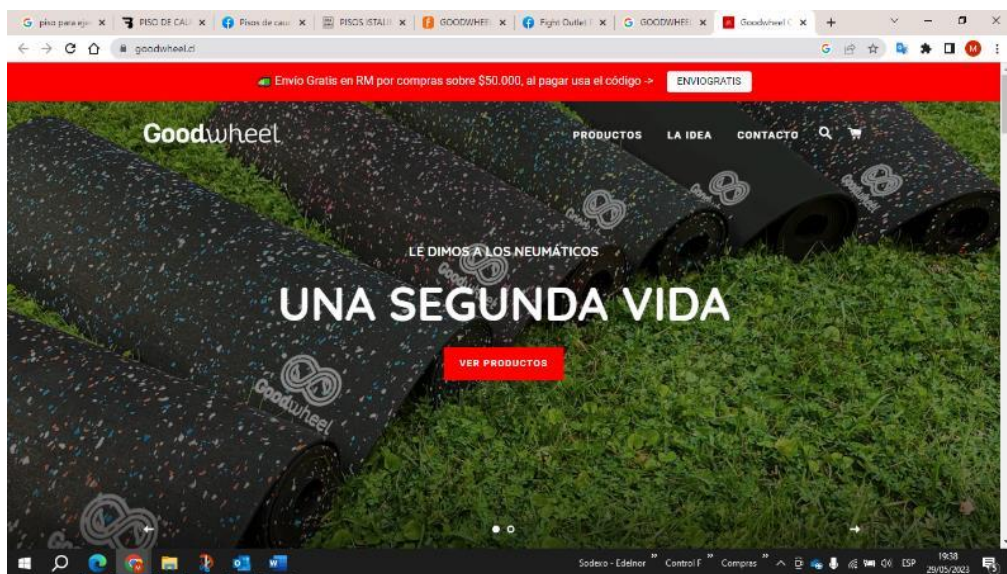 piso para eje
PISO DE CAU
Pisos de cauc
PISOS ISTALI
GOODWHEE
Fight Outlet
GOODWHEE
Goodwheel
goodwheel.cl
Envío Gratis en RM por compras sobre $50.000, al pagar usa el código ->
ENVIOGRATIS
Goodwheel
PRODUCTOS
LA IDEA
CONTACTO
LE DIMOS A LOS NEUMÁTICOS
UNA SEGUNDA VIDA
VER PRODUCTOS
Goodwheel
Goodwheel
Goodwheel
Sodexo - Edelnor
Control F
Compras
ESP
19:38
29/05/2023